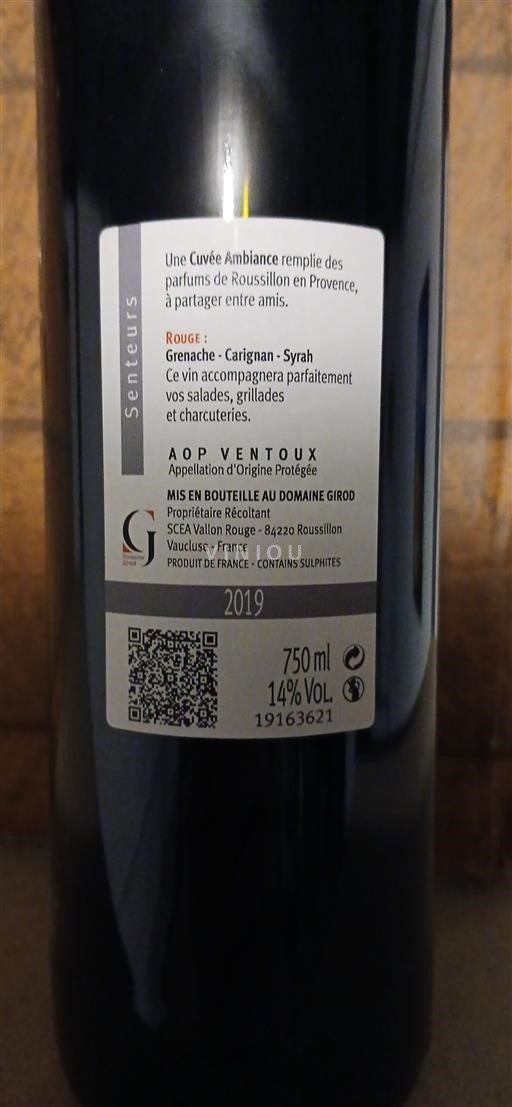 Senteurs
Une Cuvée Ambiance remplie des
parfums de Roussillon en Provence,
à partager entre amis.
ROUGE :
Grenache - Carignan - Syrah
Ce vin accompagnera parfaitement
vos salades, grillades
et charcuteries.
AOP VENTOUX
Appellation d'Origine Protégée
MIS EN BOUTEILLE AU DOMAINE GIROD
Propriétaire Récoltant
SCEA Vallon Rouge - 84220 Roussillon
Vaucluse - France
VINIOU
PRODUIT DE FRANCE - CONTAINS SULPHITES
G
Domaine
Girod
2019
750 ml
14% VOL.
19163621